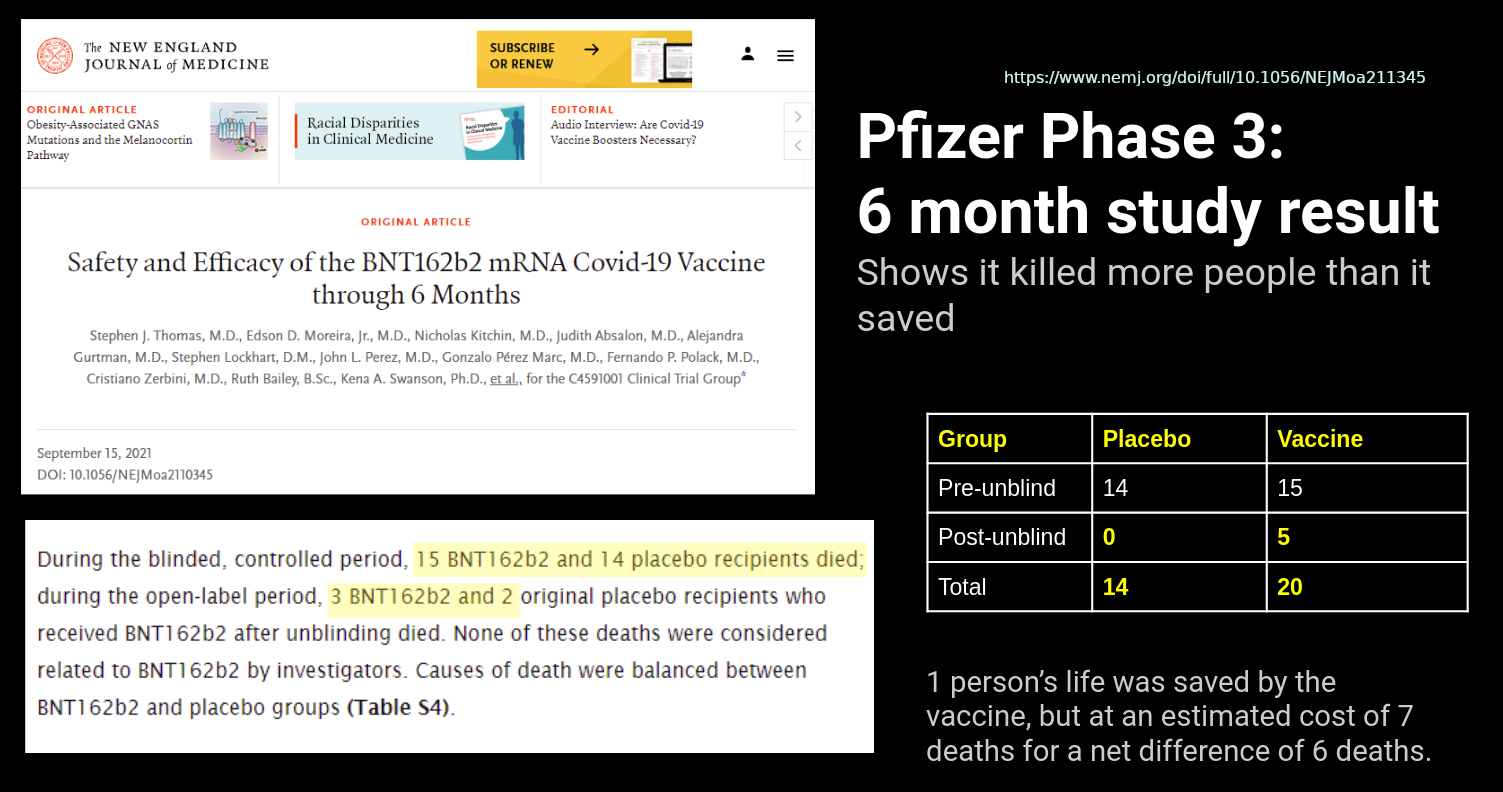 The NEW ENGLAND
JOURNAL of MEDICINE
SUBSCRIBE
OR RENEW
ORIGINAL ARTICLE
Obesity-Associated GNAS
Mutations and the Melanocortin
Pathway
Racial Disparities
in Clinical Medicine
EDITORIAL
Audio Interview: Are Covid-19
Vaccine Boosters Necessary?
ORIGINAL ARTICLE
Safety and Efficacy of the BNT162b2 mRNA Covid-19 Vaccine
through 6 Months
Stephen J. Thomas, M.D., Edson D. Moreira, Jr., M.D., Nicholas Kitchin, M.D., Judith Absalon, M.D., Alejandra
Gurtman, M.D., Stephen Lockhart, D.M., John L. Perez, M.D., Gonzalo Pérez Marc, M.D., Fernando P. Polack, M.D.,
Cristiano Zerbini, M.D., Ruth Bailey, B.Sc., Kena A. Swanson, Ph.D., et al., for the C4591001 Clinical Trial Group*
September 15, 2021
DOI: 10.1056/NEJMoa2110345
During the blinded, controlled period, 15 BNT162b2 and 14 placebo recipients died;
during the open-label period, 3 BNT162b2 and 2 original placebo recipients who
received BNT162b2 after unblinding died. None of these deaths were considered
related to BNT162b2 by investigators. Causes of death were balanced between
BNT162b2 and placebo groups (Table S4).
https://www.nemj.org/doi/full/10.1056/NEJMoa211345
Pfizer Phase 3:
6 month study result
Shows it killed more people than it
saved
Group Placebo Vaccine
Pre-unblind 14 15
Post-unblind 0 5
Total 14 20
1 person’s life was saved by the
vaccine, but at an estimated cost of 7
deaths for a net difference of 6 deaths.